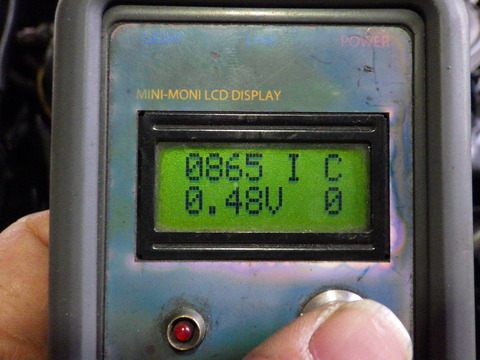 POWER
MINI-MONI LCD DISPLAY
0865 I C
0.48V 0